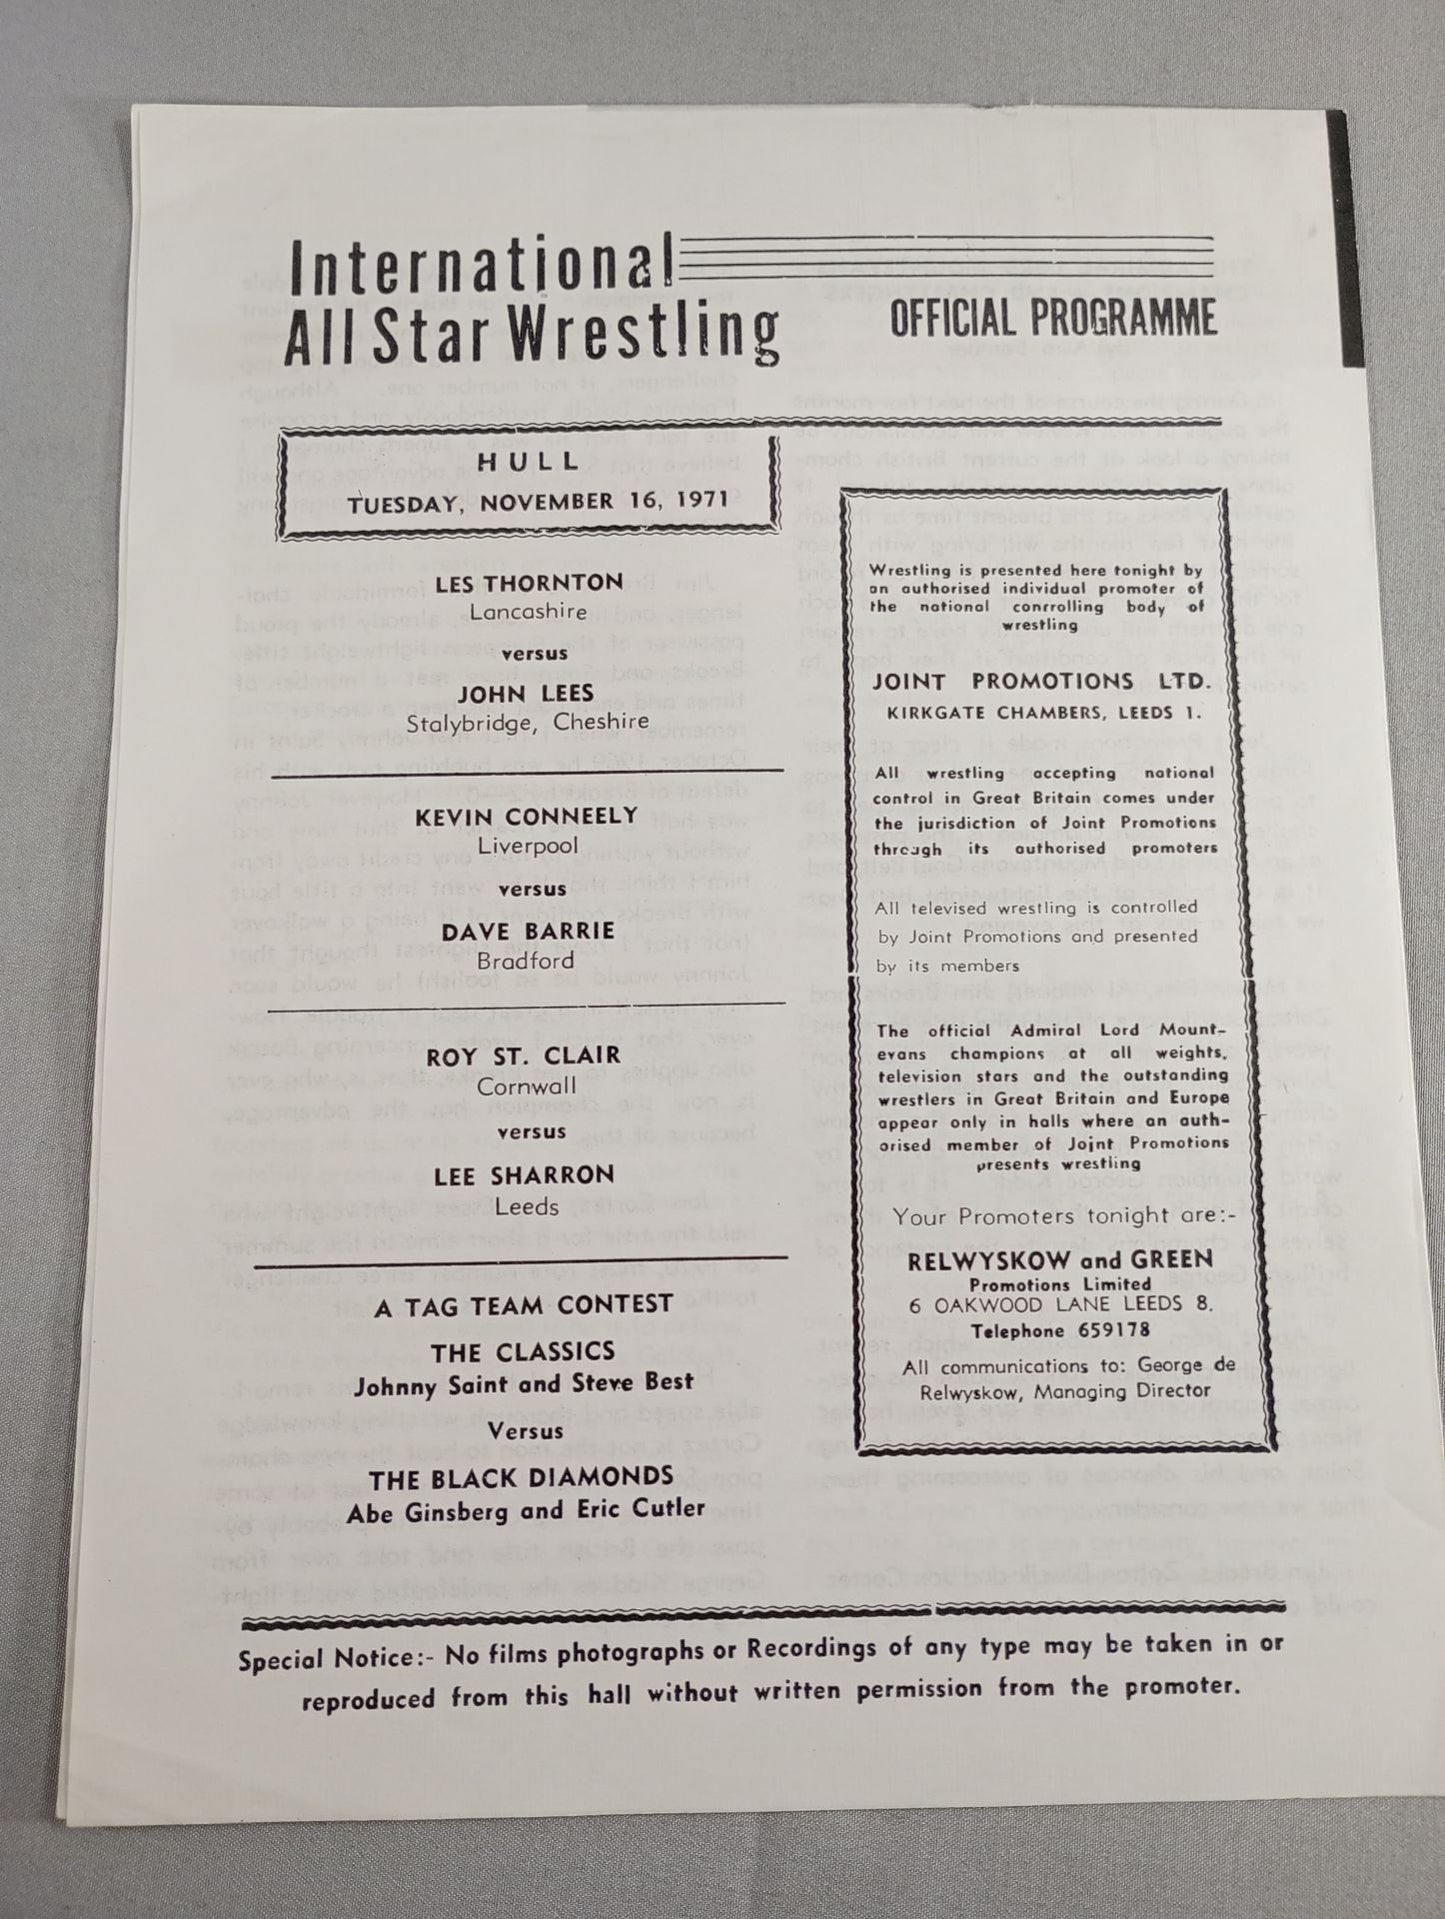 International
All Star Wrestling
OFFICIAL PROGRAMME
HULL
TUESDAY, NOVEMBER 16, 1971
LES THORNTON
Lancashire
versus
JOHN LEES
Stalybridge, Cheshire
KEVIN CONNEELY
Liverpool
versus
DAVE BARRIE
Bradford
ROY ST. CLAIR
Cornwall
versus
LEE SHARRON
Leeds
A TAG TEAM CONTEST
THE CLASSICS
Johnny Saint and Steve Best
Versus
THE BLACK DIAMONDS
Abe Ginsberg and Eric Cutler
Wrestling is presented here tonight by
an authorised individual promoter of
the national conrrolling body of
wrestling
JOINT PROMOTIONS LTD.
KIRKGATE CHAMBERS, LEEDS 1.
All wrestling accepting national
control in Great Britain comes under
the jurisdiction of Joint Promotions
through its authorised promoters
All televised wrestling is controlled
by Joint Promotions and presented
by its members
The official Admiral Lord Mount-
evans champions at all weights,
television stars and the outstanding
wrestlers in Great Britain and Europe
appear only in halls where an auth-
orised member of Joint Promotions
presents wrestling
Your Promoters tonight are:-
RELWYSKOW and GREEN
Promotions Limited
6 OAKWOOD LANE LEEDS 8.
Telephone 659178
All communications to: George de
Relwyskow, Managing Director
Special Notice:- No films photographs or Recordings of any type may be taken in or
reproduced from this hall without written permission from the promoter.